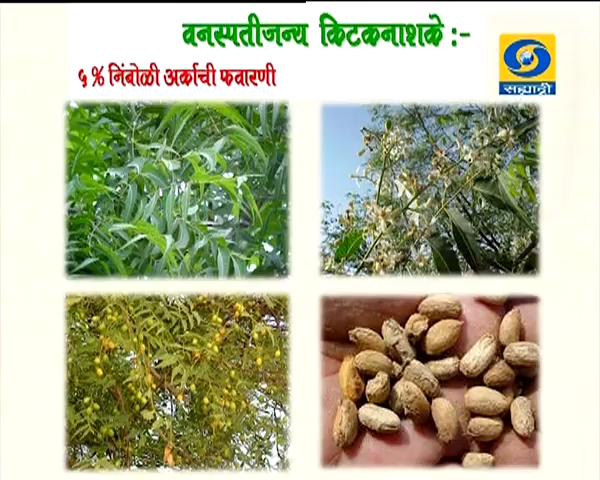 वनस्पतीजन्य किटकनाशके :-
५ % निंबोळी अर्काची फवारणी
सह्याद्री